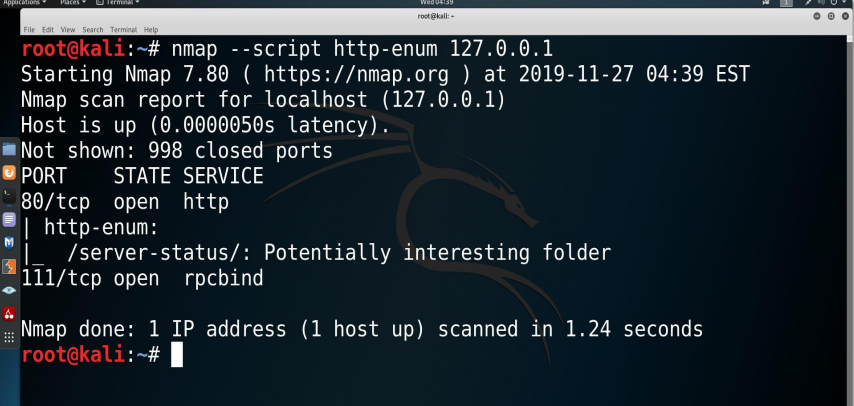 Applications Places Terminal Wed 04:39 1
root@kali: ~
File Edit View Search Terminal Help
root@kali:~# nmap --script http-enum 127.0.0.1
Starting Nmap 7.80 ( https://nmap.org ) at 2019-11-27 04:39 EST
Nmap scan report for localhost (127.0.0.1)
Host is up (0.0000050s latency).
Not shown: 998 closed ports
PORT    STATE SERVICE
80/tcp  open  http
| http-enum:
|_  /server-status/: Potentially interesting folder
111/tcp open  rpcbind
Nmap done: 1 IP address (1 host up) scanned in 1.24 seconds
root@kali:~#